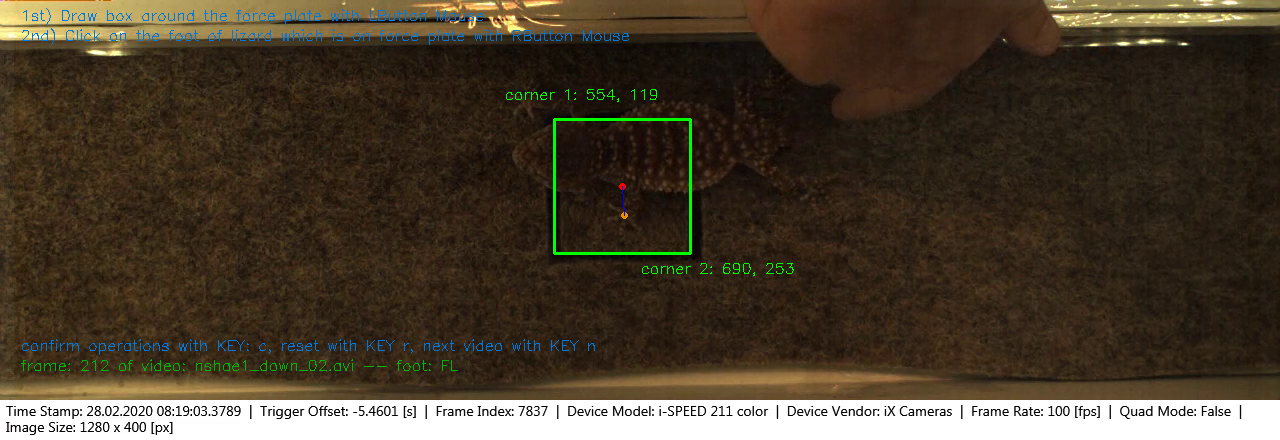 1st) Draw box around the force plate with LButton Mouse
2nd) Click on the foot of lizard which is on force plate with RButton Mouse
corner 1: 554, 119
corner 2: 690, 253
confirm operations with KEY: c, reset with KEY r, next video with KEY n
frame: 212 of video: nshae1_down_02.avi -- foot: FL
Time Stamp: 28.02.2020 08:19:03.3789 | Trigger Offset: -5.4601 [s] | Frame Index: 7837 | Device Model: i-SPEED 211 color | Device Vendor: iX Cameras | Frame Rate: 100 [fps] | Quad Mode: False |
Image Size: 1280 x 400 [px]